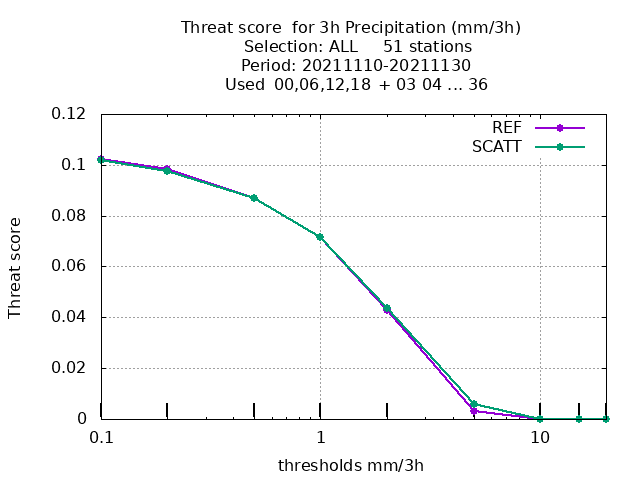 Threat score  for 3h Precipitation (mm/3h)
Selection: ALL     51 stations
Period: 20211110-20211130
Used  00,06,12,18  + 03 04 ... 36
REF
SCATT
Threat score
0.12
0.1
0.08
0.06
0.04
0.02
0
0.1
1
10
thresholds mm/3h